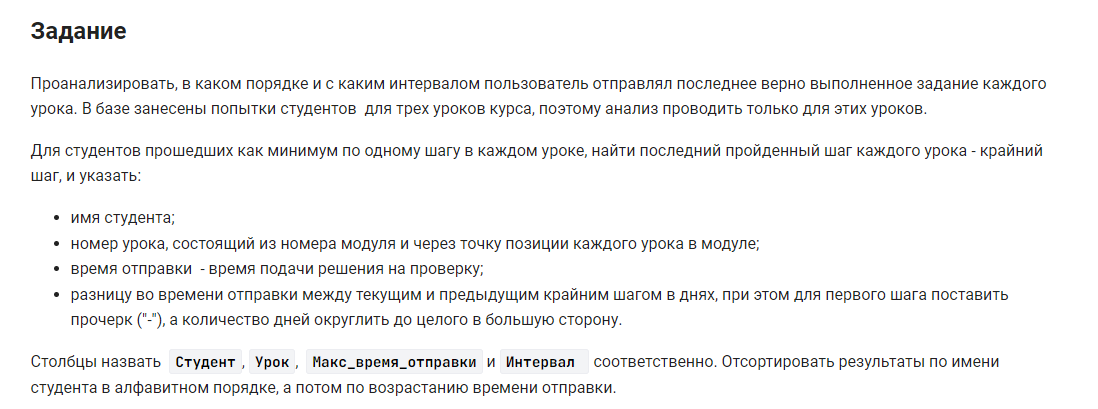 Задание
Проанализировать, в каком порядке и с каким интервалом пользователь отправлял последнее верно выполненное задание каждого
урока. В базе занесены попытки студентов для трех уроков курса, поэтому анализ проводить только для этих уроков.
Для студентов прошедших как минимум по одному шагу в каждом уроке, найти последний пройденный шаг каждого урока - крайний
шаг, и указать:
• имя студента;
• номер урока, состоящий из номера модуля и через точку позиции каждого урока в модуле;
• время отправки - время подачи решения на проверку;
• разницу во времени отправки между текущим и предыдущим крайним шагом в днях, при этом для первого шага поставить
прочерк ("-"), а количество дней округлить до целого в большую сторону.
Столбцы назвать Студент, Урок, Макс_время_отправки и Интервал соответственно. Отсортировать результаты по имени
студента в алфавитном порядке, а потом по возрастанию времени отправки.